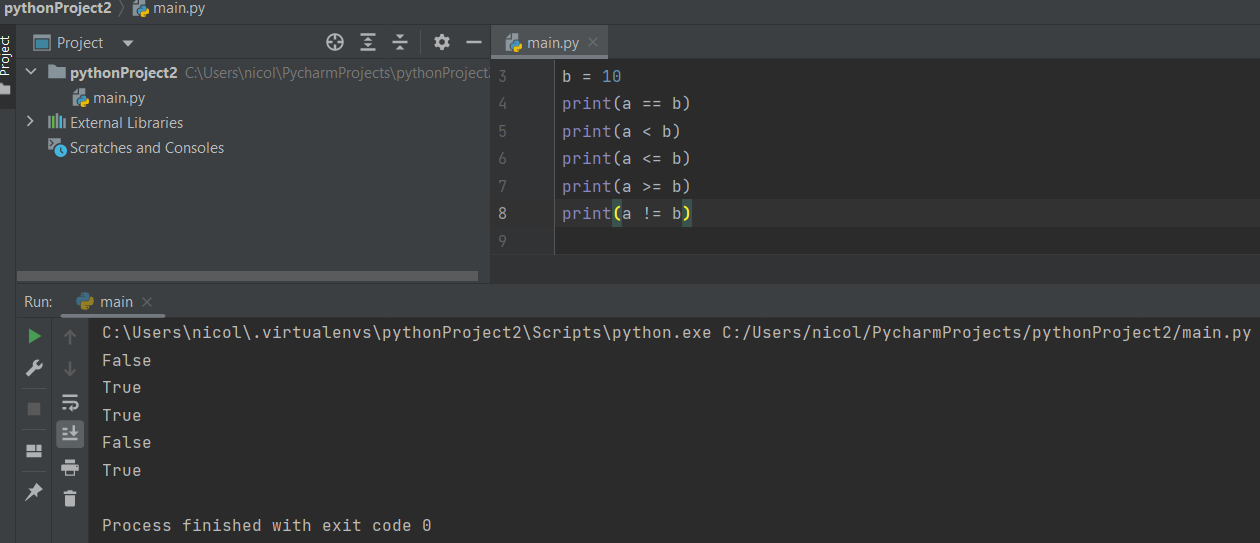 pythonProject2 main.py
Project
Project
main.py
pythonProject2 C:\Users\nicol\PycharmProjects\pythonProject
main.py
External Libraries
Scratches and Consoles
3 b = 10
4 print(a == b)
5 print(a < b)
6 print(a <= b)
7 print(a >= b)
8 print(a != b)
9
Run: main
C:\Users\nicol\.virtualenvs\pythonProject2\Scripts\python.exe C:/Users/nicol/PycharmProjects/pythonProject2/main.py
False
True
True
False
True
Process finished with exit code 0